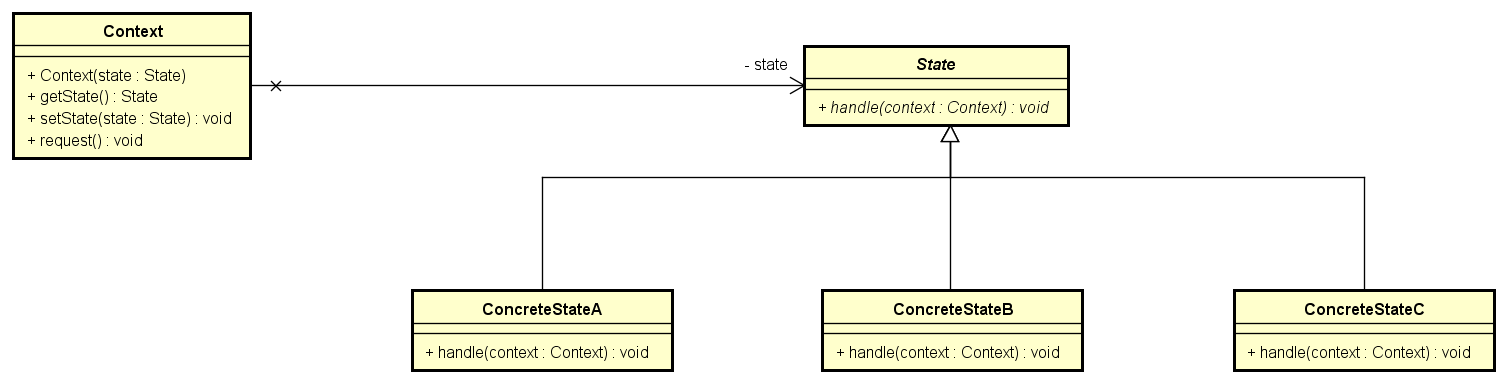 Context
+ Context(state : State)
+ getState() : State
+ setState(state : State) : void
+ request() : void
- state
State
+ handle(context : Context) : void
ConcreteStateA
+ handle(context : Context) : void
ConcreteStateB
+ handle(context : Context) : void
ConcreteStateC
+ handle(context : Context) : void